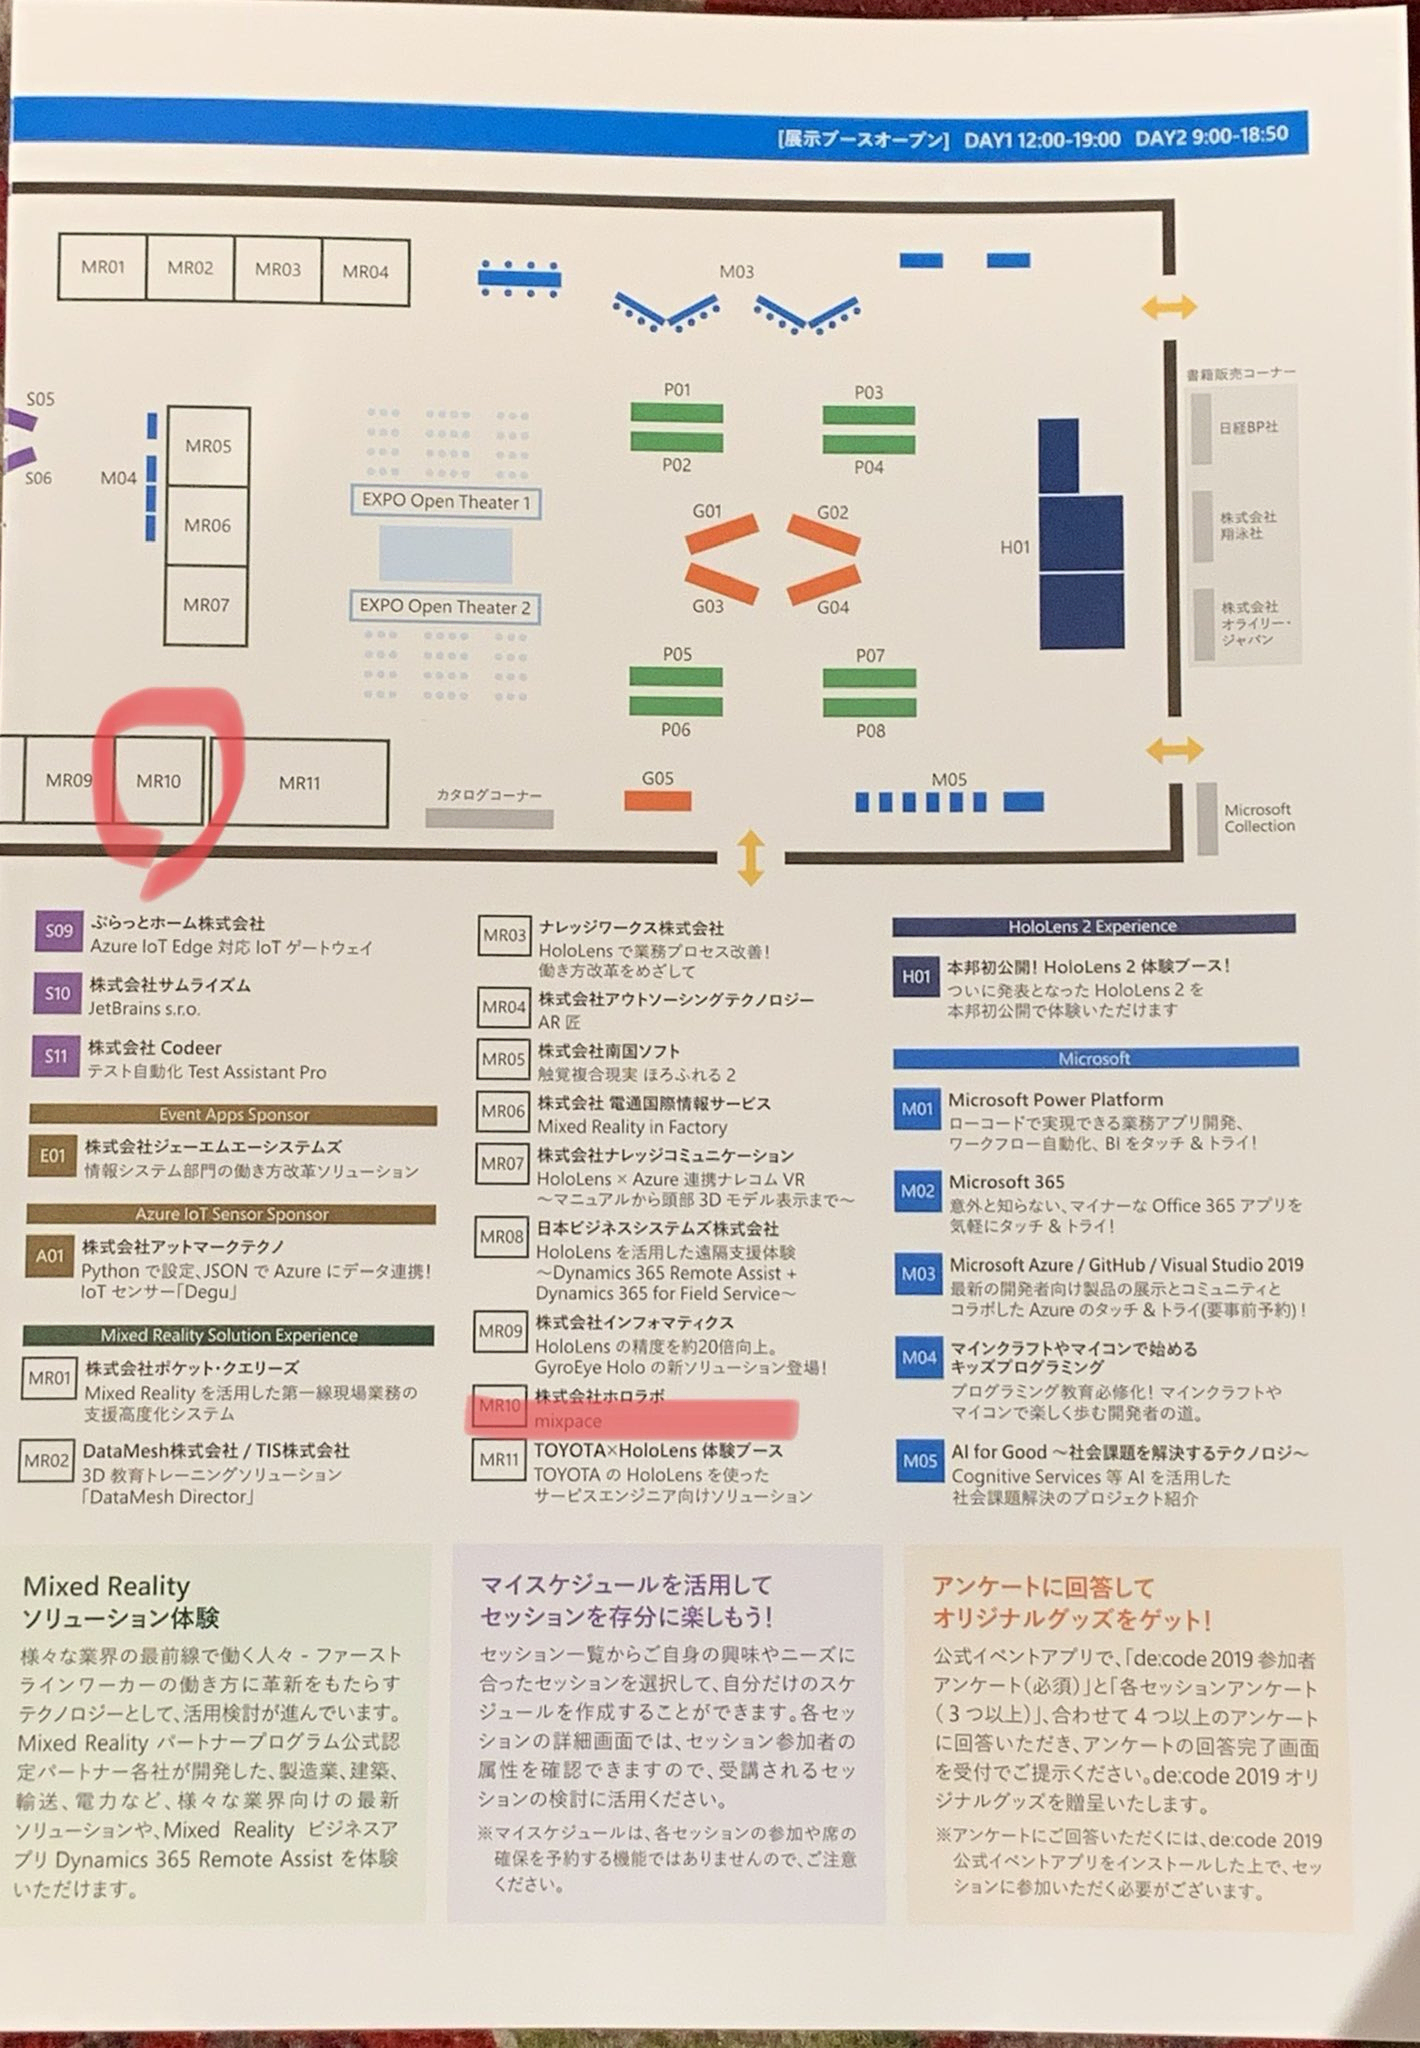 [展示ブースオープン] DAY1 12:00-19:00 DAY2 9:00-18:50
MR01 MR02 MR03 MR04
M03
書籍販売コーナー
日経BP社
株式会社
翔泳社
株式会社
オライリー・
ジャパン
S05
S06
M04
MR05
MR06
MR07
EXPO Open Theater 1
EXPO Open Theater 2
P01
P02
P03
P04
G01
G02
G03
G04
H01
P05
P06
P07
P08
MR09
MR10
MR11
カタログコーナー
G05
M05
Microsoft
Collection
S09 ぷらっとホーム株式会社
Azure IoT Edge 対応 IoT ゲートウェイ
S10 株式会社サムライズム
JetBrains s.r.o.
S11 株式会社 Codeer
テスト自動化 Test Assistant Pro
Event Apps Sponsor
E01 株式会社ジェーエムエーシステムズ
情報システム部門の働き方改革ソリューション
Azure IoT Sensor Sponsor
A01 株式会社アットマークテクノ
Python で設定、JSON で Azure にデータ連携!
IoT センサー「Degu」
Mixed Reality Solution Experience
MR01 株式会社ポケット・クエリーズ
Mixed Reality を活用した第一線現場業務の
支援高度化システム
MR02 DataMesh株式会社 / TIS株式会社
3D 教育トレーニングソリューション
「DataMesh Director」
MR03 ナレッジワークス株式会社
HoloLens で業務プロセス改善!
働き方改革をめざして
MR04 株式会社アウトソーシングテクノロジー
AR 匠
MR05 株式会社南国ソフト
触覚複合現実 ほろふれる 2
MR06 株式会社 電通国際情報サービス
Mixed Reality in Factory
MR07 株式会社ナレッジコミュニケーション
HoloLens × Azure 連携ナレコム VR
～マニュアルから頭部 3D モデル表示まで～
MR08 日本ビジネスシステムズ株式会社
HoloLens を活用した遠隔支援体験
～Dynamics 365 Remote Assist +
Dynamics 365 for Field Service～
MR09 株式会社インフォマティクス
HoloLens の精度を約20倍向上。
GyroEye Holo の新ソリューション登場!
MR10 株式会社ホロラボ
mixpace
MR11 TOYOTA×HoloLens 体験ブース
TOYOTA の HoloLens を使った
サービスエンジニア向けソリューション
HoloLens 2 Experience
H01 本邦初公開! HoloLens 2 体験ブース!
ついに発表となった HoloLens 2 を
本邦初公開で体験いただけます
Microsoft
M01 Microsoft Power Platform
ローコードで実現できる業務アプリ開発、
ワークフロー自動化、BI をタッチ & トライ!
M02 Microsoft 365
意外と知らない、マイナーな Office 365 アプリを
気軽にタッチ & トライ!
M03 Microsoft Azure / GitHub / Visual Studio 2019
最新の開発者向け製品の展示とコミュニティと
コラボした Azure のタッチ & トライ(要事前予約)!
M04 マインクラフトやマイコンで始める
キッズプログラミング
プログラミング教育必修化! マインクラフトや
マイコンで楽しく歩む開発者の道。
M05 AI for Good ～社会課題を解決するテクノロジ～
Cognitive Services 等 AI を活用した
社会課題解決のプロジェクト紹介
Mixed Reality
ソリューション体験
様々な業界の最前線で働く人々 - ファースト
ラインワーカーの働き方に革新をもたらす
テクノロジーとして、活用検討が進んでいます。
Mixed Reality パートナープログラム公式認
定パートナー各社が開発した、製造業、建築、
輸送、電力など、様々な業界向けの最新
ソリューションや、Mixed Reality ビジネスア
プリ Dynamics 365 Remote Assist を体験
いただけます。
マイスケジュールを活用して
セッションを存分に楽しもう!
セッション一覧からご自身の興味やニーズに
合ったセッションを選択して、自分だけのスケ
ジュールを作成することができます。各セッ
ションの詳細画面では、セッション参加者の
属性を確認できますので、受講されるセッ
ションの検討に活用ください。
※マイスケジュールは、各セッションの参加や席の
確保を予約する機能ではありませんので、ご注意
ください。
アンケートに回答して
オリジナルグッズをゲット!
公式イベントアプリで、「de:code 2019 参加者
アンケート(必須)」と「各セッションアンケート
(3つ以上)」、合わせて 4 つ以上のアンケート
に回答いただき、アンケートの回答完了画面
を受付でご提示ください。de:code 2019 オリ
ジナルグッズを贈呈いたします。
※アンケートにご回答いただくには、de:code 2019
公式イベントアプリをインストールした上で、セッ
ションに参加いただく必要がございます。